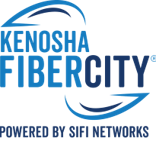 KENOSHA
FIBERCITY®
POWERED BY SIFI NETWORKS